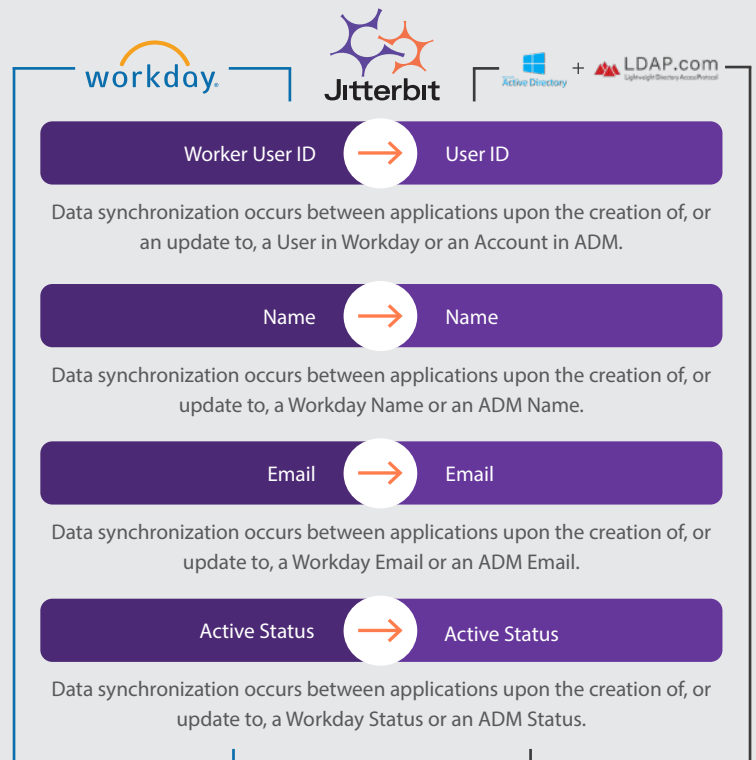 workday.
Jitterbit
Active Directory
+
LDAP.com
Lightweight Directory Access Protocol
Worker User ID → User ID
Data synchronization occurs between applications upon the creation of, or
an update to, a User in Workday or an Account in ADM.
Name → Name
Data synchronization occurs between applications upon the creation of, or
update to, a Workday Name or an ADM Name.
Email → Email
Data synchronization occurs between applications upon the creation of, or
update to, a Workday Email or an ADM Email.
Active Status → Active Status
Data synchronization occurs between applications upon the creation of, or
update to, a Workday Status or an ADM Status.